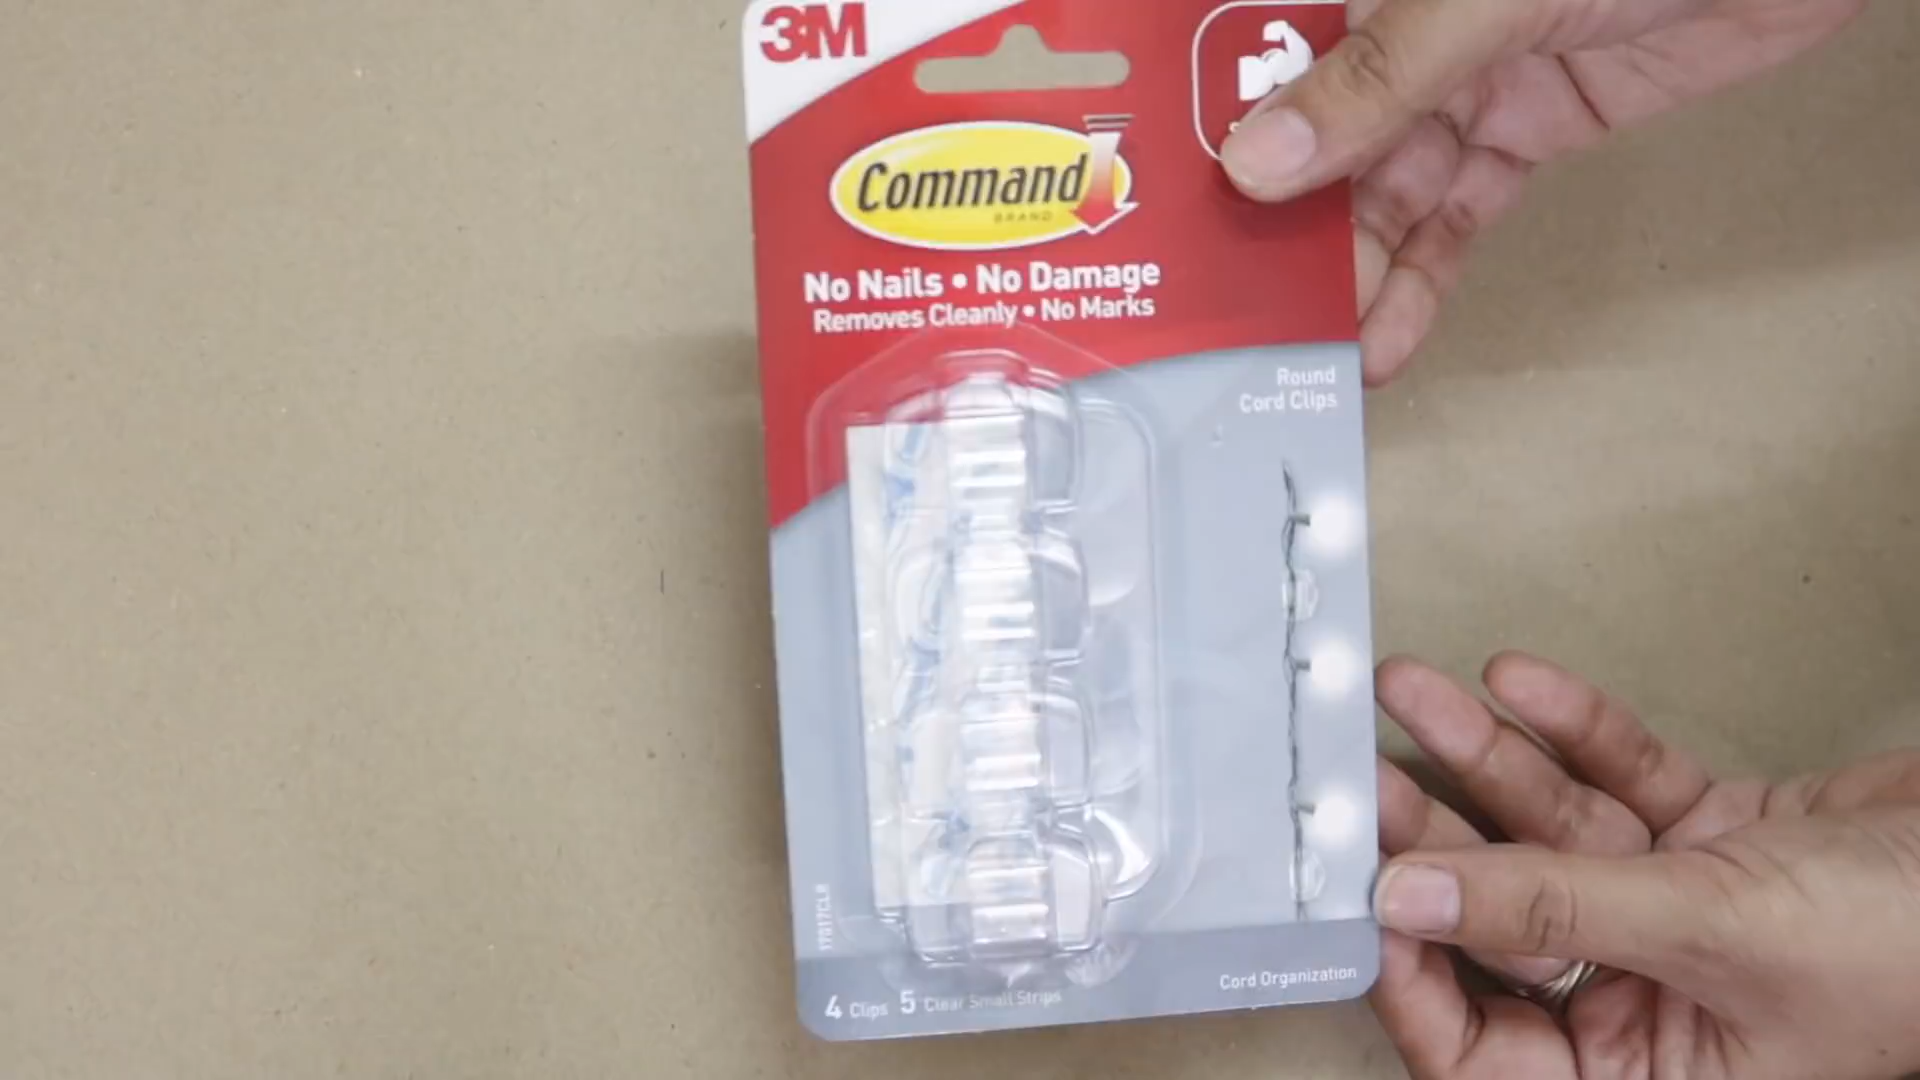 3M
Command
BRAND
No Nails • No Damage
Removes Cleanly • No Marks
Round
Cord Clips
17017CLR
Cord Organization
4 Clips 5 Clear Small Strips